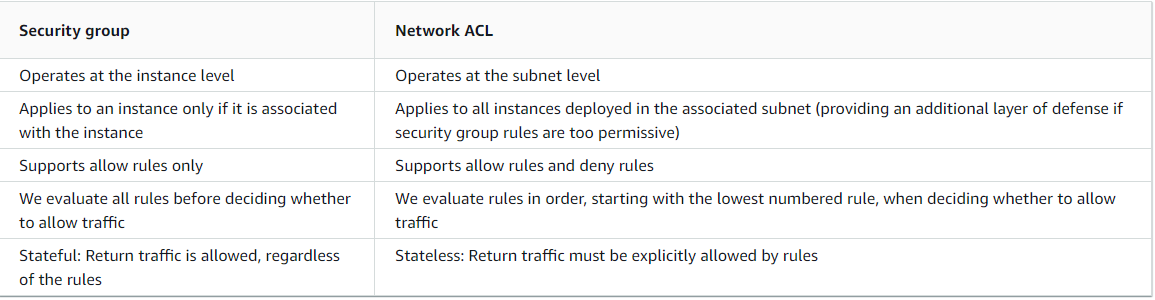 Security group
Network ACL
Operates at the instance level
Operates at the subnet level
Applies to an instance only if it is associated
with the instance
Applies to all instances deployed in the associated subnet (providing an additional layer of defense if
security group rules are too permissive)
Supports allow rules only
Supports allow rules and deny rules
We evaluate all rules before deciding whether
to allow traffic
We evaluate rules in order, starting with the lowest numbered rule, when deciding whether to allow
traffic
Stateful: Return traffic is allowed, regardless
of the rules
Stateless: Return traffic must be explicitly allowed by rules